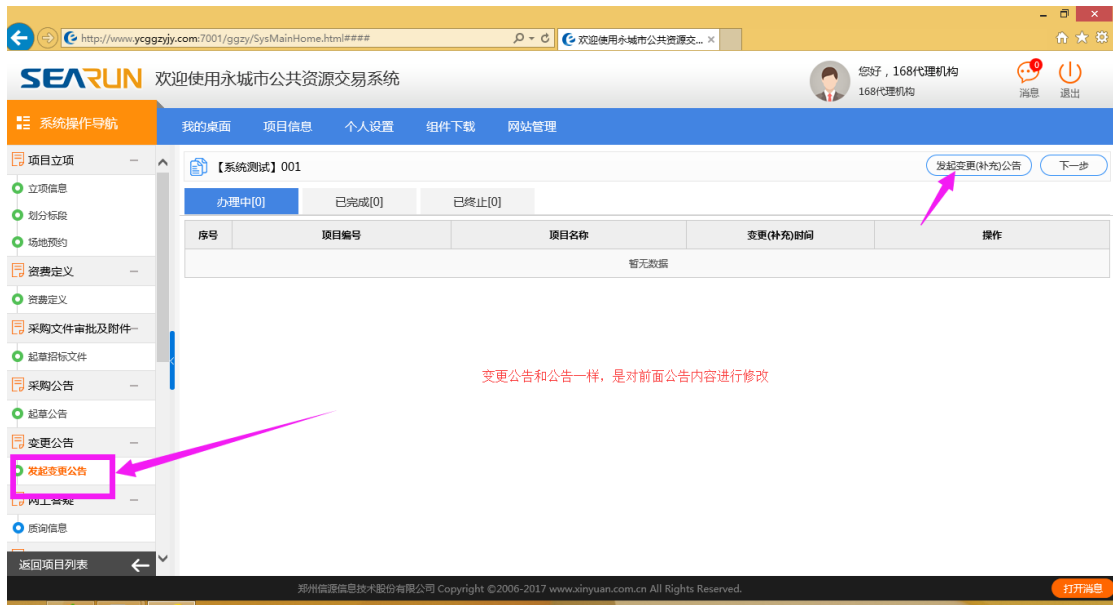 http://www.ycggzyjy.com:7001/ggzy/SysMainHome.html####
欢迎使用永城市公共资源交...
SEARUN 欢迎使用永城市公共资源交易系统
您好，168代理机构
168代理机构
0
消息
退出
系统操作导航
我的桌面 项目信息 个人设置 组件下载 网站管理
项目立项
立项信息
划分标段
场地预约
资费定义
资费定义
采购文件审批及附件
起草招标文件
采购公告
起草公告
变更公告
发起变更公告
网上答疑
质询信息
返回项目列表
【系统测试】001
发起变更(补充)公告 下一步
办理中[0] 已完成[0] 已终止[0]
序号 项目编号 项目名称 变更(补充)时间 操作
暂无数据
变更公告和公告一样，是对前面公告内容进行修改
郑州信源信息技术股份有限公司 Copyright ©2006-2017 www.xinyuan.com.cn All Rights Reserved.
打开消息